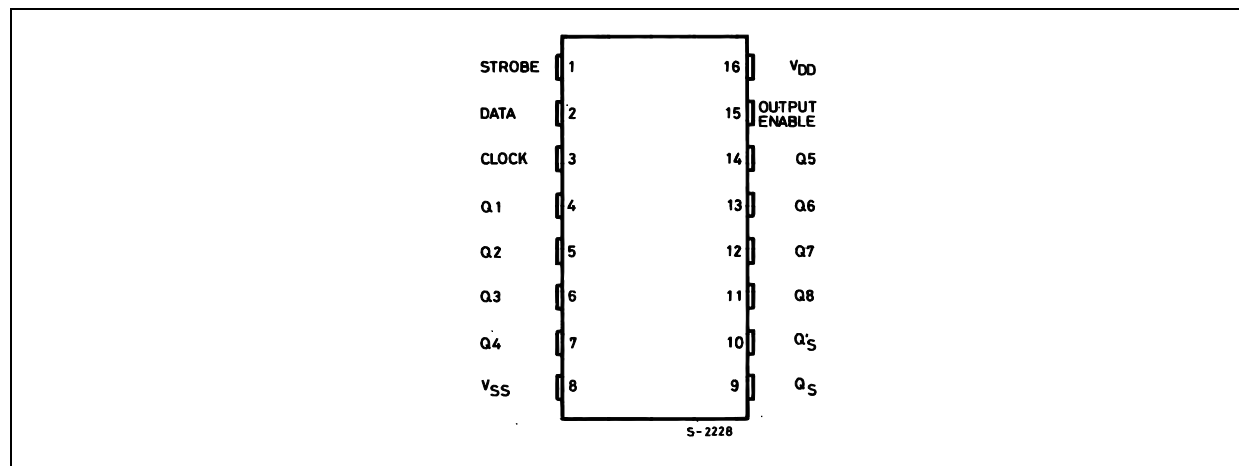 STROBE 1 16 VDD
DATA 2 15 OUTPUT ENABLE
CLOCK 3 14 Q5
Q1 4 13 Q6
Q2 5 12 Q7
Q3 6 11 Q8
Q4 7 10 Q'S
VSS 8 9 QS
S-2228